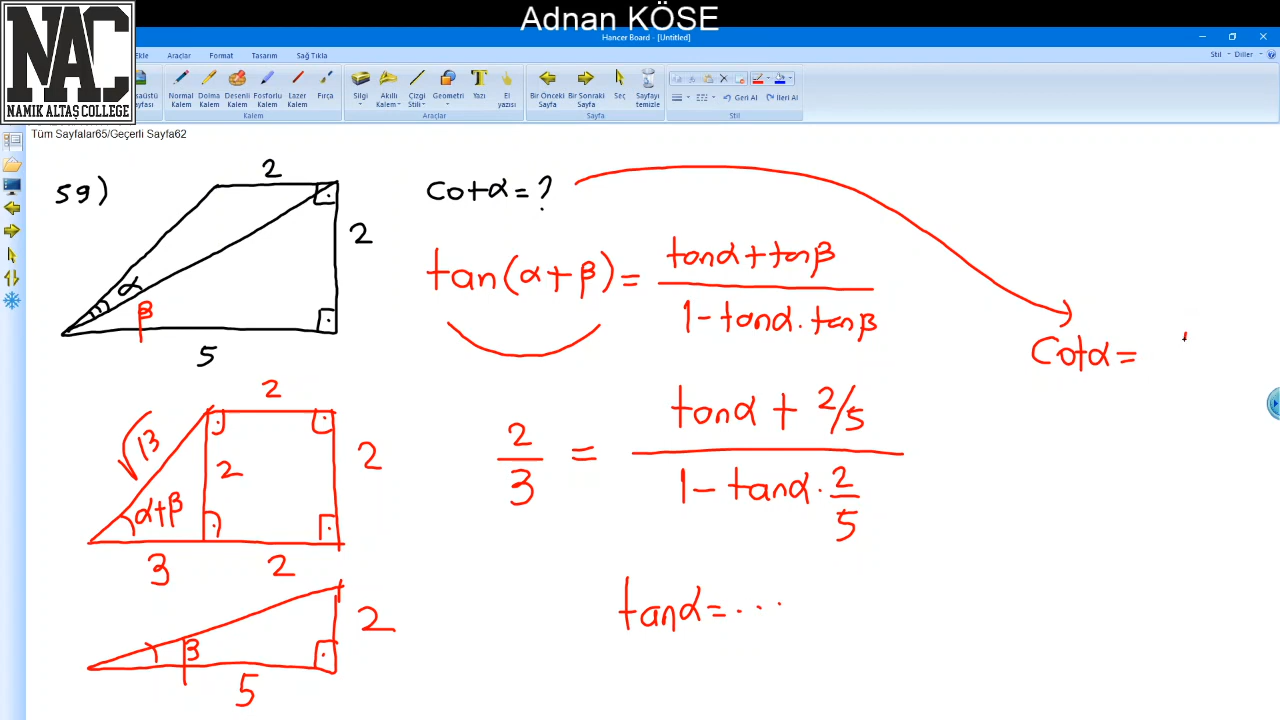 Adnan KÖSE
Hancer Board - [Untitled]
NAC
NAMIK ALTAŞ COLLEGE
Ekle Araçlar Format Tasarım Sağ Tıkla
Stil Diller
Normal Kalem
Dolma Kalem
Desenli Kalem
Fosforlu Kalem
Lazer Kalem
Fırça
Silgi
Akıllı Kalem
Çizgi Stili
Geometri
Yazı
El yazısı
Bir Önceki Sayfa
Bir Sonraki Sayfa
Seç
Sayfayı temizle
Geri Al
İleri Al
Kalem
Araçlar
Sayfa
Stil
Tüm Sayfalar65/Geçerli Sayfa62
59)
2
2
α
β
5
Cotα = ?
tan(α+β) = (tanα + tanβ) / (1 - tanα . tanβ)
Cotα =
2/3 = (tanα + 2/5) / (1 - tanα . 2/5)
tanα = ...
2
√13
2
2
α+β
3
2
β
2
5